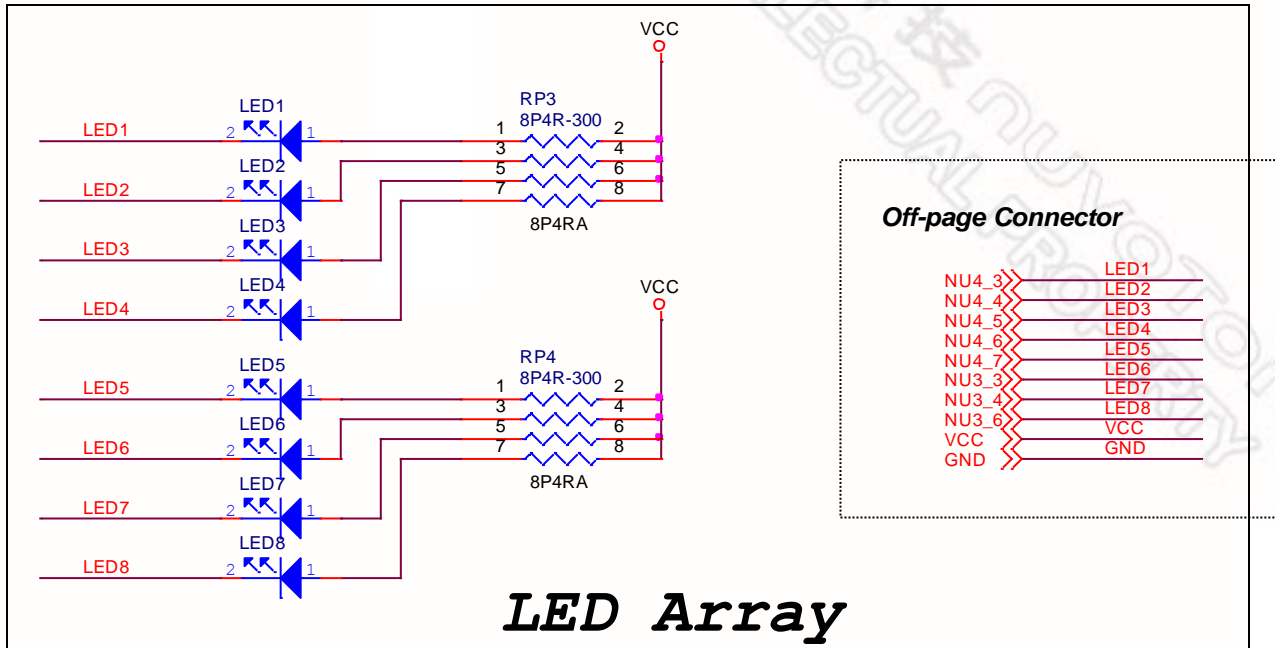 VCC
RP3
8P4R-300
LED1
LED1 2 1 1 2
3 4
LED2
LED2 2 1 5 6
7 8
8P4RA
LED3
LED3 2 1
LED4
LED4 2 1
VCC
RP4
8P4R-300
LED5
LED5 2 1 1 2
3 4
LED6
LED6 2 1 5 6
7 8
8P4RA
LED7
LED7 2 1
LED8
LED8 2 1
Off-page Connector
NU4_3 LED1
NU4_4 LED2
NU4_5 LED3
NU4_6 LED4
NU4_7 LED5
NU3_3 LED6
NU3_4 LED7
NU3_6 LED8
VCC VCC
GND GND
LED Array
技 NUVOTON
PROPERTY